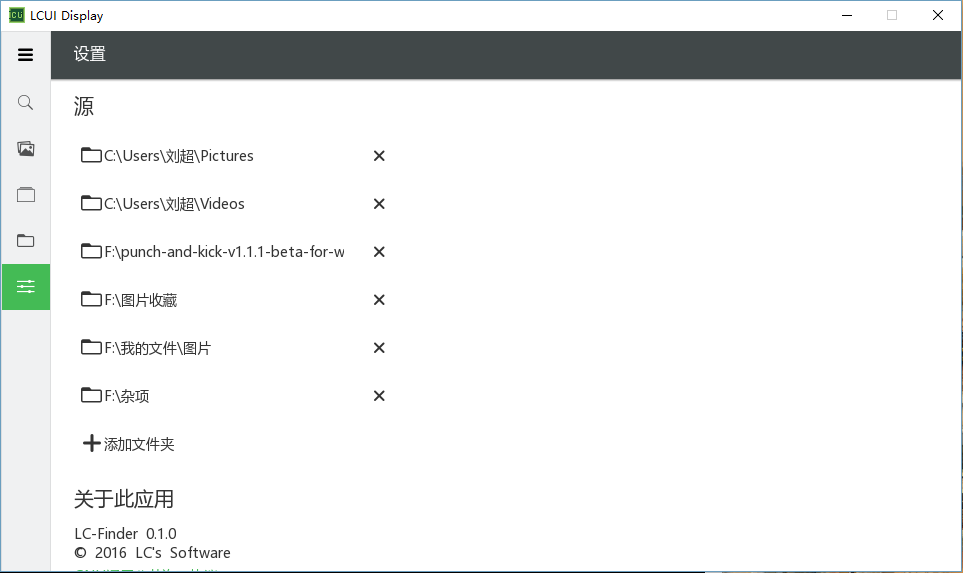 LCUI Display
设置
源
C:\Users\刘超\Pictures
C:\Users\刘超\Videos
F:\punch-and-kick-v1.1.1-beta-for-w
F:\图片收藏
F:\我的文件\图片
F:\杂项
添加文件夹
关于此应用
LC-Finder 0.1.0
© 2016 LC's Software